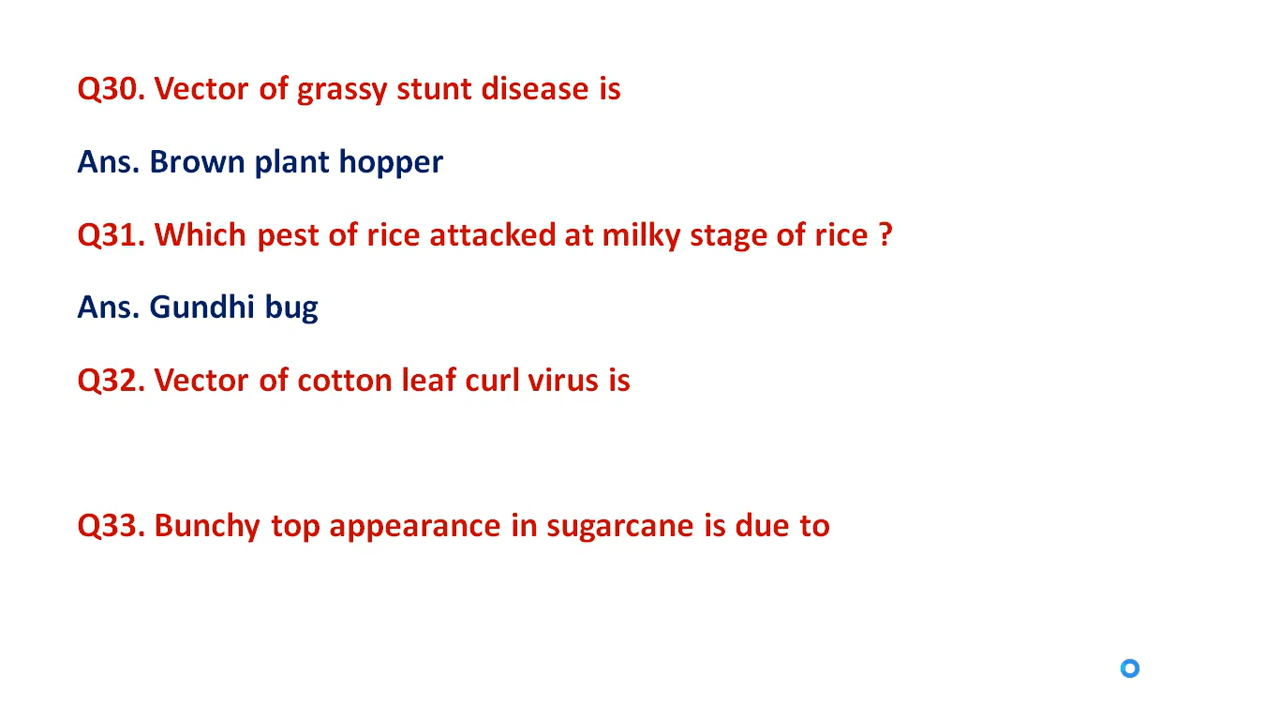 Q30. Vector of grassy stunt disease is
Ans. Brown plant hopper
Q31. Which pest of rice attacked at milky stage of rice ?
Ans. Gundhi bug
Q32. Vector of cotton leaf curl virus is
Q33. Bunchy top appearance in sugarcane is due to